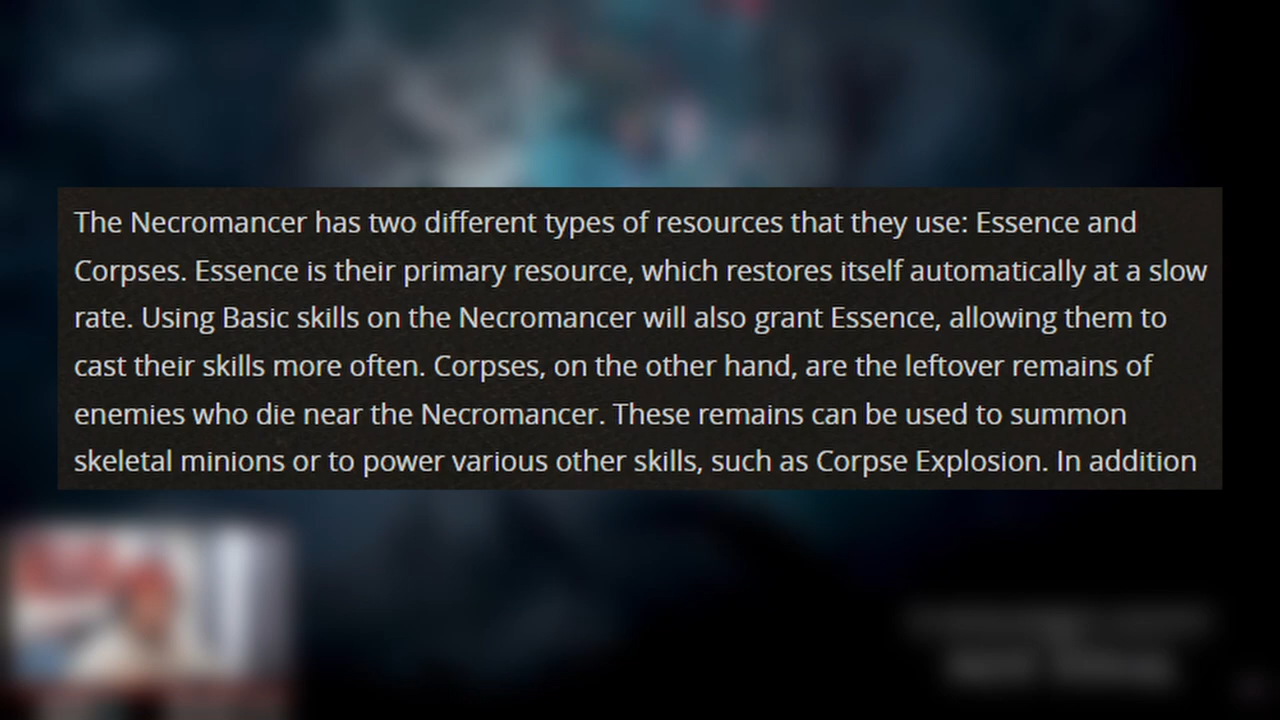 The Necromancer has two different types of resources that they use: Essence and
Corpses. Essence is their primary resource, which restores itself automatically at a slow
rate. Using Basic skills on the Necromancer will also grant Essence, allowing them to
cast their skills more often. Corpses, on the other hand, are the leftover remains of
enemies who die near the Necromancer. These remains can be used to summon
skeletal minions or to power various other skills, such as Corpse Explosion. In addition